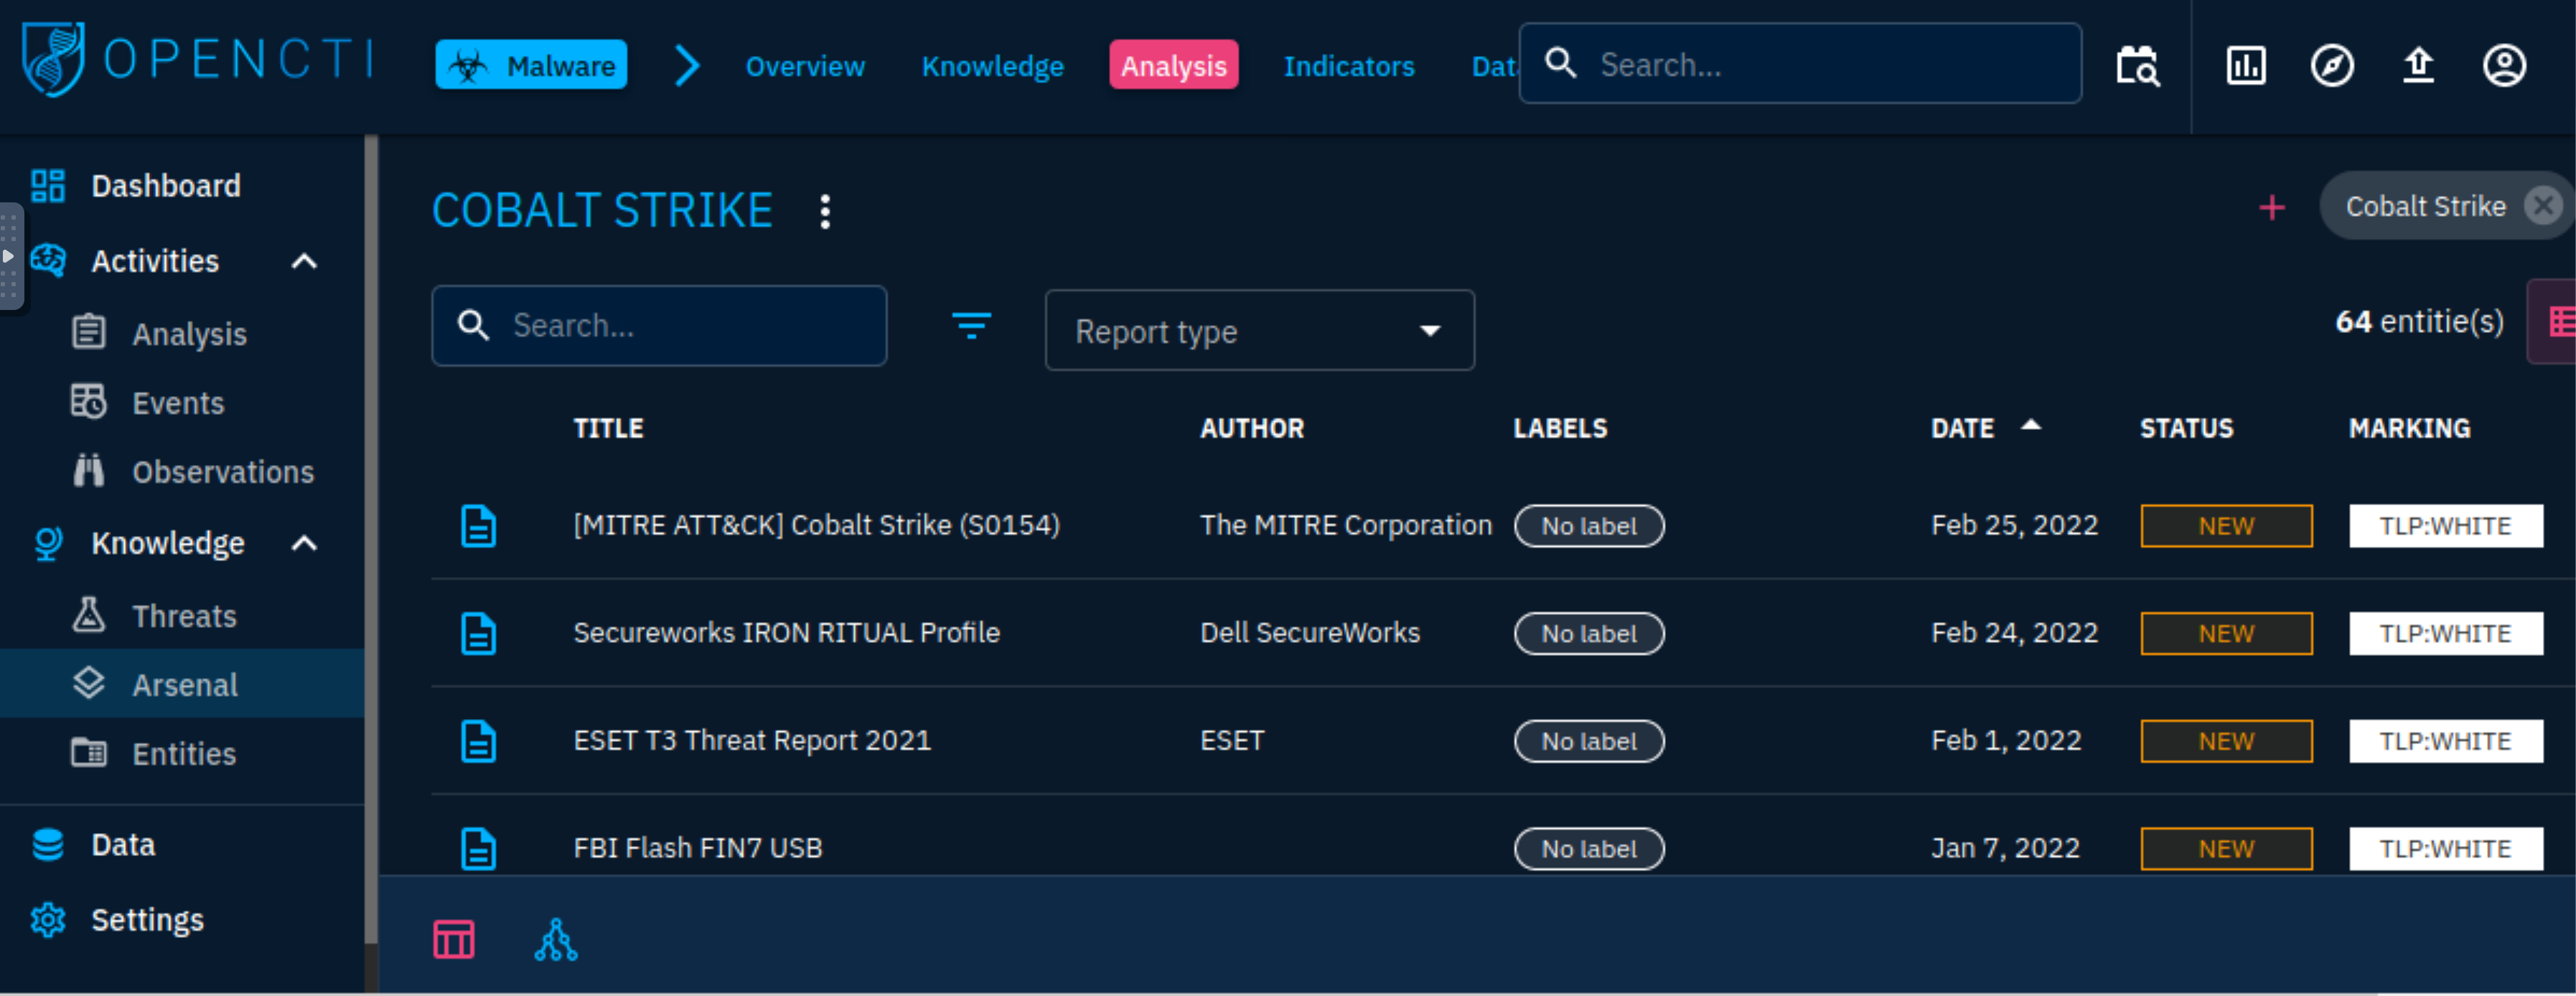 OPENCTI
Malware
Overview
Knowledge
Analysis
Indicators
Search...
Dashboard
Activities
Analysis
Events
Observations
Knowledge
Threats
Arsenal
Entities
Data
Settings
COBALT STRIKE
Cobalt Strike
Search...
Report type
64 entitie(s)
TITLE AUTHOR LABELS DATE STATUS MARKING
[MITRE ATT&CK] Cobalt Strike (S0154) The MITRE Corporation No label Feb 25, 2022 NEW TLP:WHITE
Secureworks IRON RITUAL Profile Dell SecureWorks No label Feb 24, 2022 NEW TLP:WHITE
ESET T3 Threat Report 2021 ESET No label Feb 1, 2022 NEW TLP:WHITE
FBI Flash FIN7 USB No label Jan 7, 2022 NEW TLP:WHITE